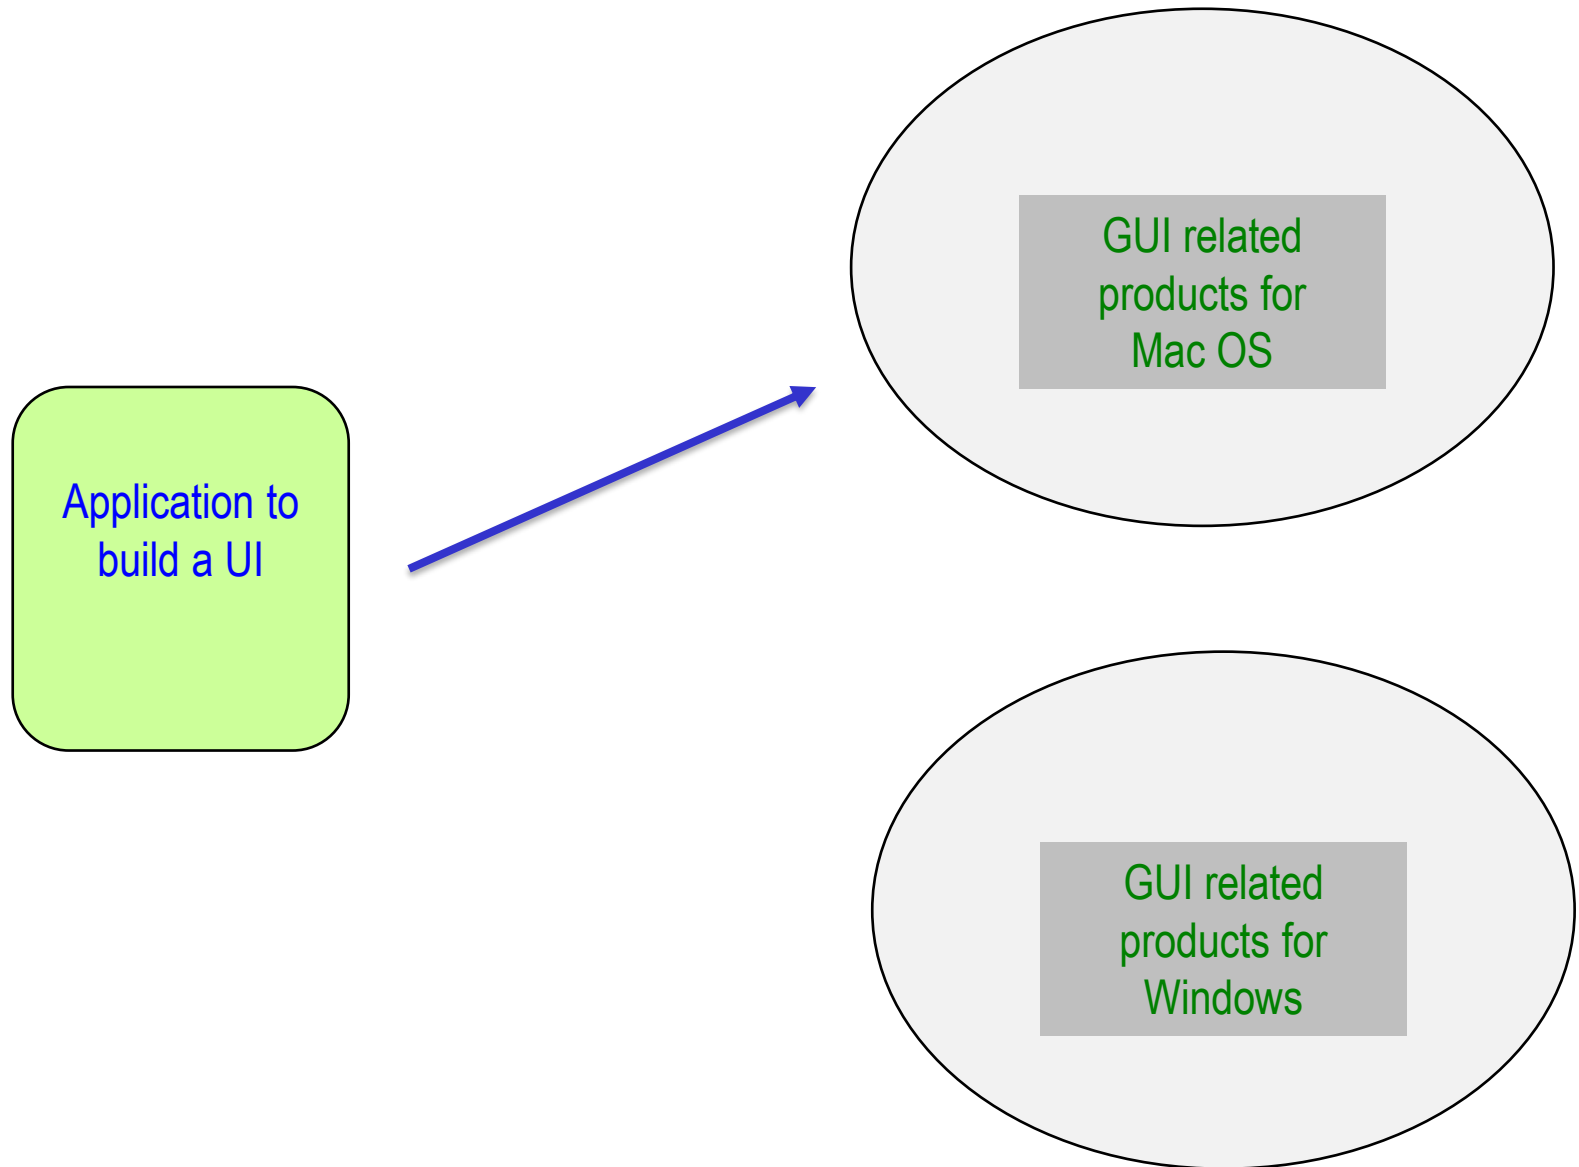 Application to
build a UI
GUI related
products for
Mac OS
GUI related
products for
Windows